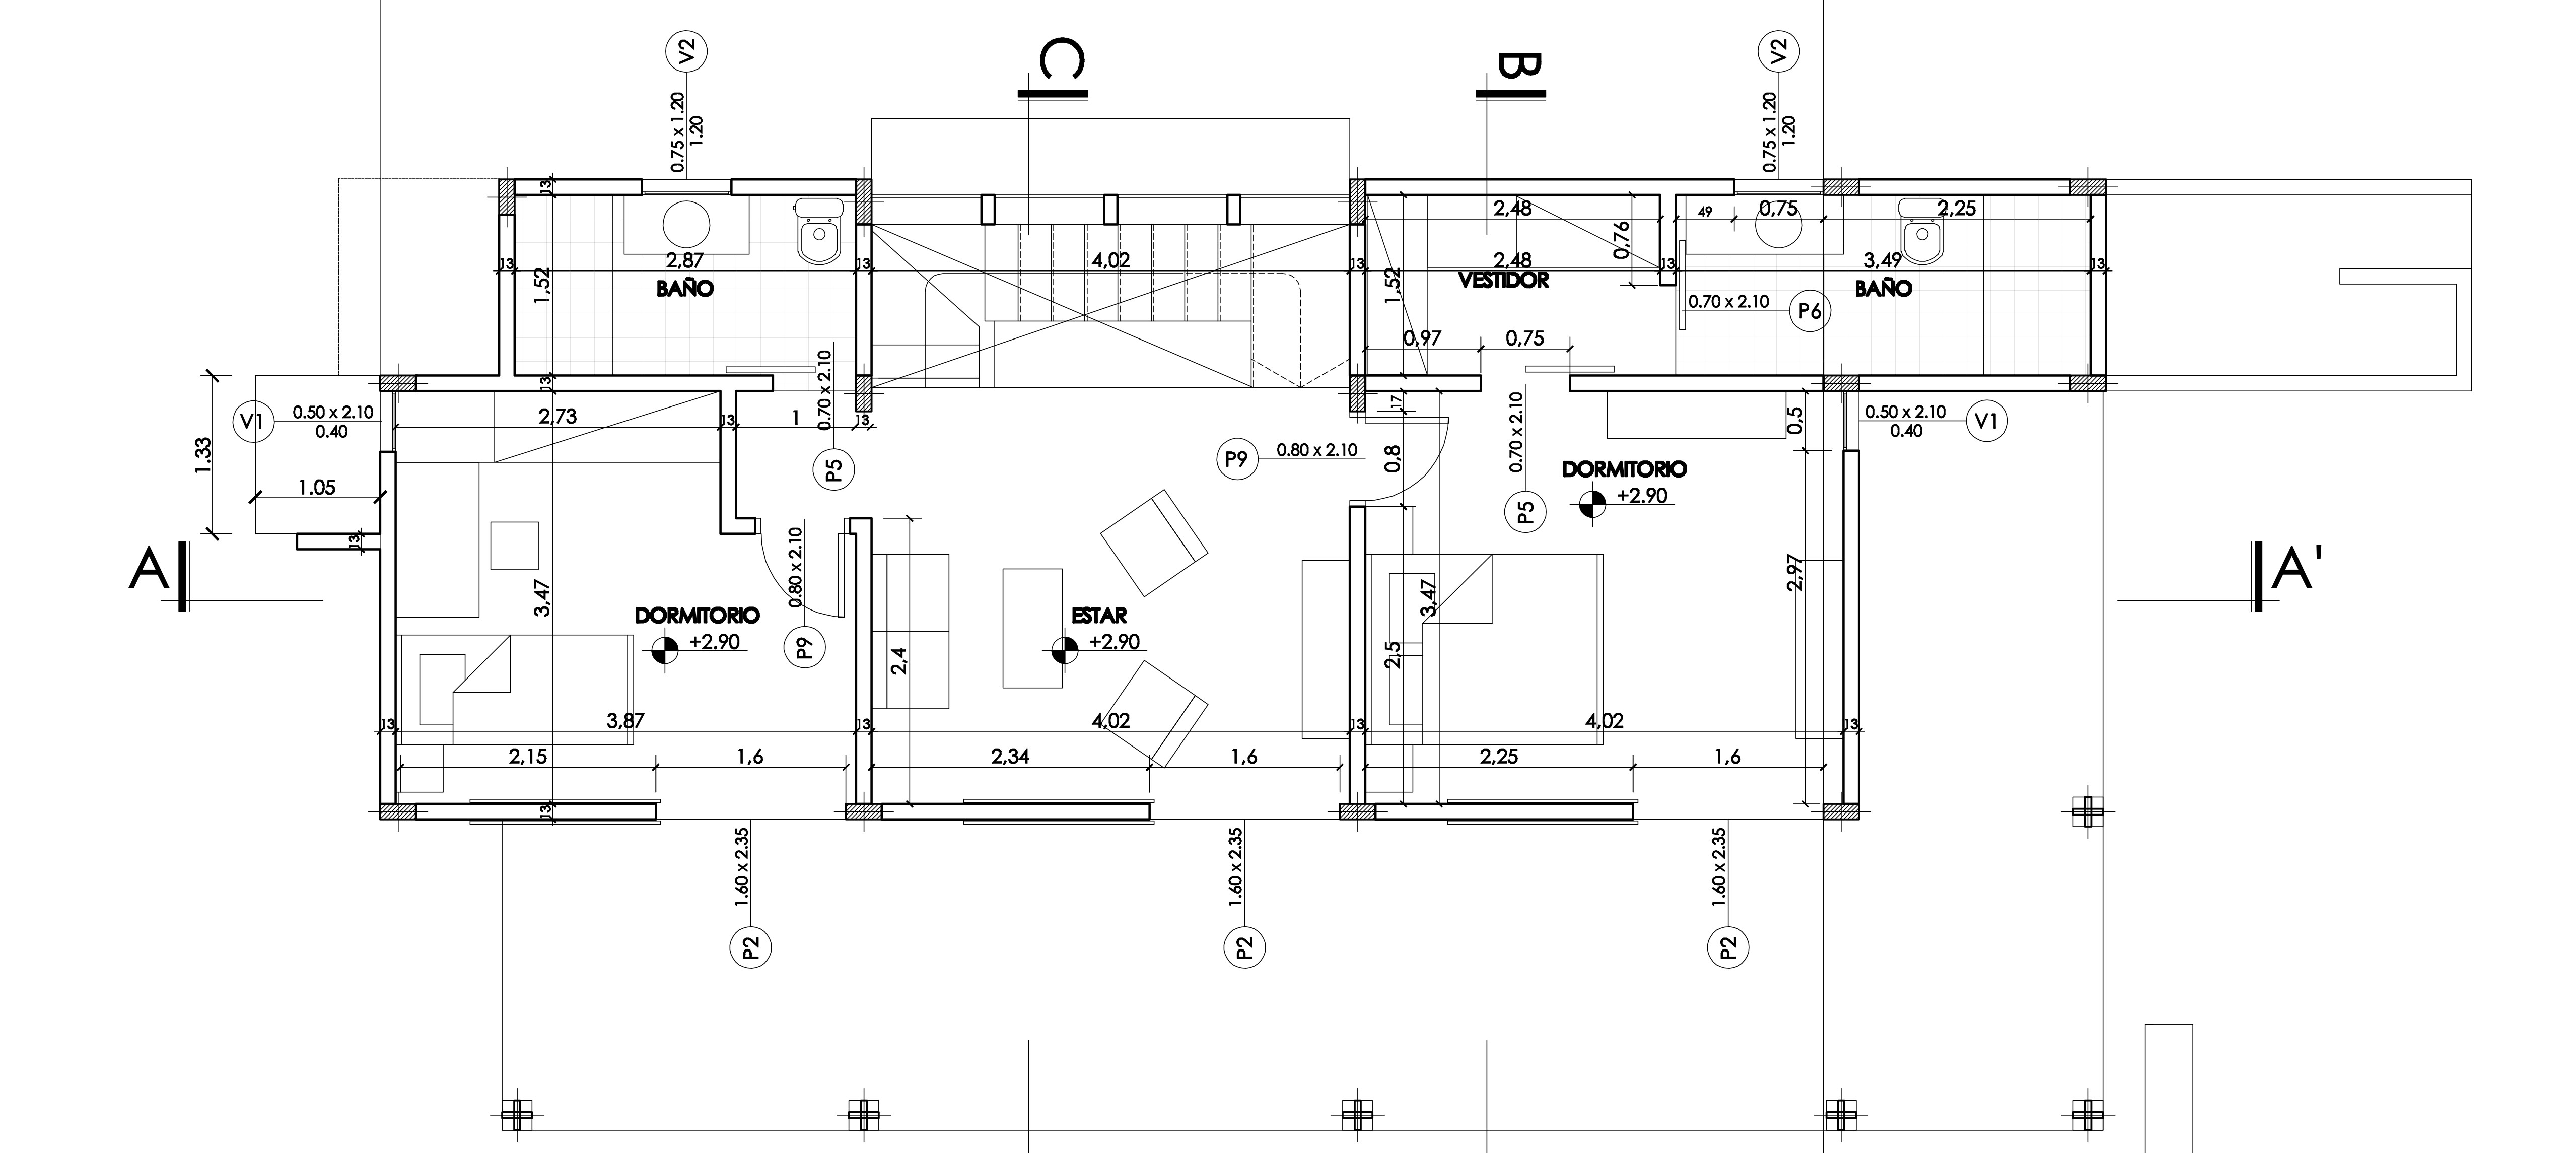 V2
C
B
V2
0.75 x 1.20
1.20
0.75 x 1.20
1.20
13
2,48
49
0,75
2,25
0,76
13
2,87
13
4,02
13
2,48
13
3,49
13
1,52
BAÑO
1,52
VESTIDOR
BAÑO
0.70 x 2.10
P6
0,97
0,75
13
0.70 x 2.10
V1
0.50 x 2.10
0.40
2,73
13
1
13
17
0.70 x 2.10
0,5
0.50 x 2.10
0.40
V1
1.33
P5
P9
0.80 x 2.10
0,8
DORMITORIO
+2.90
1.05
P5
A
13
0.80 x 2.10
A'
3,47
3,47
2,97
DORMITORIO
+2.90
P9
ESTAR
+2.90
2,4
2,5
13
3,87
13
4,02
13
4,02
13
2,15
1,6
2,34
1,6
2,25
1,6
13
1.60 x 2.35
1.60 x 2.35
1.60 x 2.35
P2
P2
P2